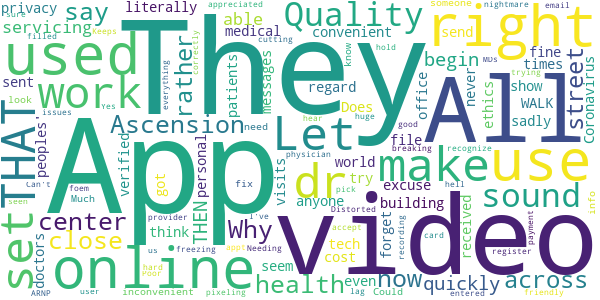 privacy
someone
nightmare
email
sure
literally
say
Quality
able
appreciated
filled
keeps
right
servicing
They
medical
cutting
MDs
used
rather
correctly
convenient
know
send
fine
trying
sent
everything
patients
messages
hold
begin
times
look
Yes
regard
office
never
show
street
Coronavirus
work
Does
All
ethics
WALK
issues
Ascension
need
huge
good
sadly
THAT
peoples'
App
Let
hear
file
breaking
recognize
Can't
physician
world
hell
verified
personal
fix
dr
try
pick
make
use
foem
got
visits
excuse
Much
provider
I've
anyone
Distorted
building
received
sound
set
center
THEN
Why
video
forget
recording
card
register
payment
info
close
think
us
tech
accept
seen
online
freezing
apps
cost
seem
now
across
doctors
hard
Needing
health
even
quickly
ARNP
user
Poor
inconvenient
pixeling
lag
Could
entered
friendly